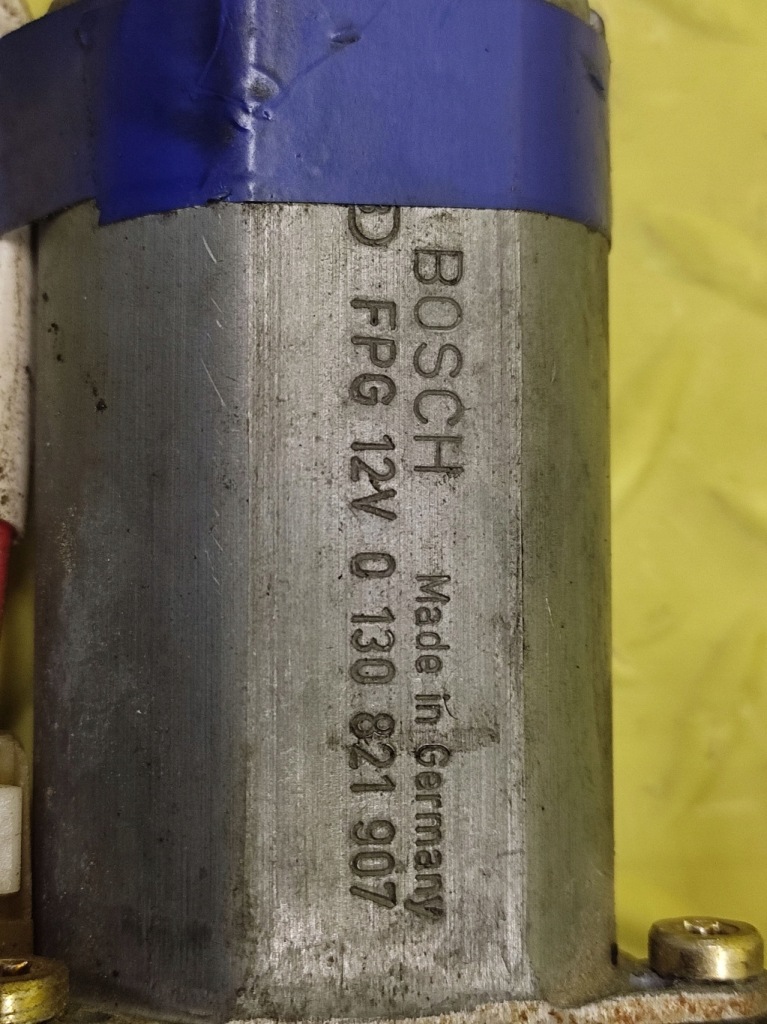 BOSCH Made in Germany
FPG 12V 0 130 821 907